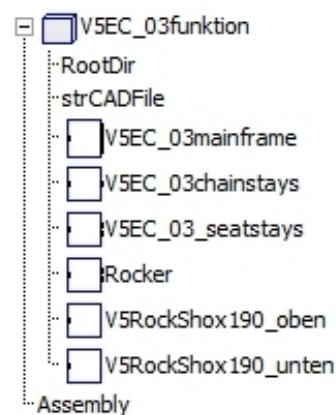 V5EC_03funktion
RootDir
strCADFile
V5EC_03mainframe
V5EC_03chainstays
V5EC_03_seatstays
Rocker
V5RockShox190_oben
V5RockShox190_unten
Assembly